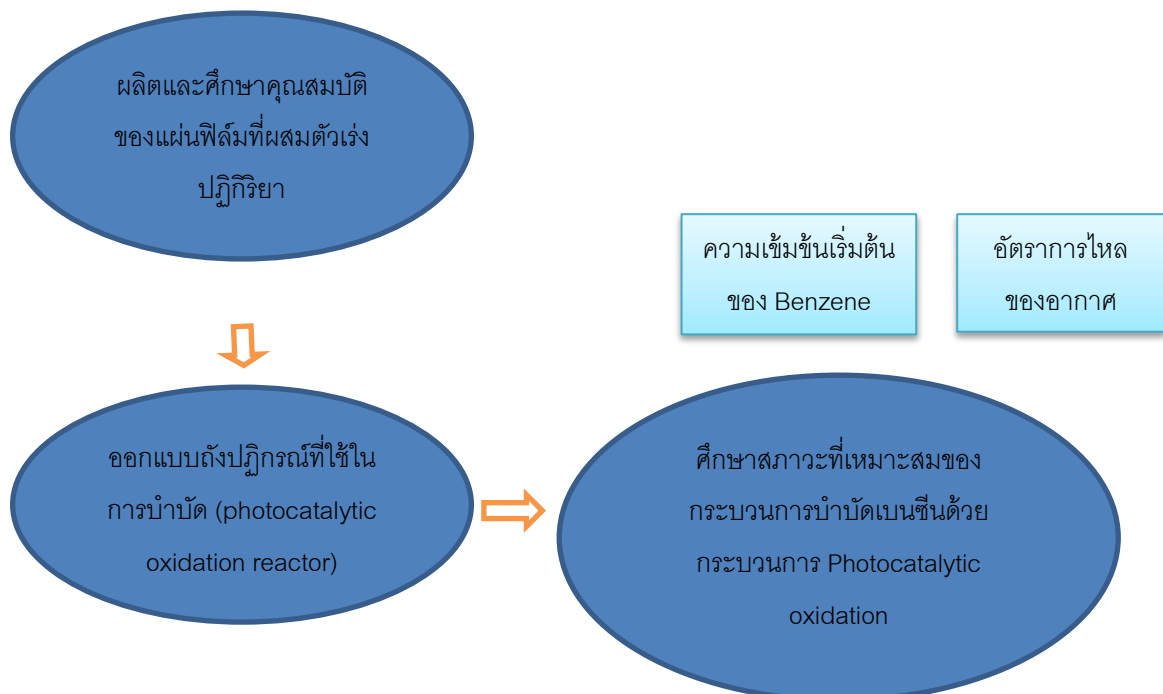 ผลิตและศึกษาคุณสมบัติ
ของแผ่นฟิล์มที่ผสมตัวเร่ง
ปฏิกิริยา
ความเข้มข้นเริ่มต้น
ของ Benzene
อัตราการไหล
ของอากาศ
ออกแบบถังปฏิกรณ์ที่ใช้ใน
การบำบัด (photocatalytic
oxidation reactor)
ศึกษาสภาวะที่เหมาะสมของ
กระบวนการบำบัดเบนซีนด้วย
กระบวนการ Photocatalytic
oxidation